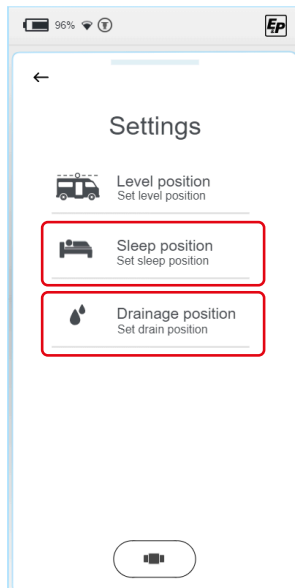 96%
EP
Settings
Level position
Set level position
Sleep position
Set sleep position
Drainage position
Set drain position